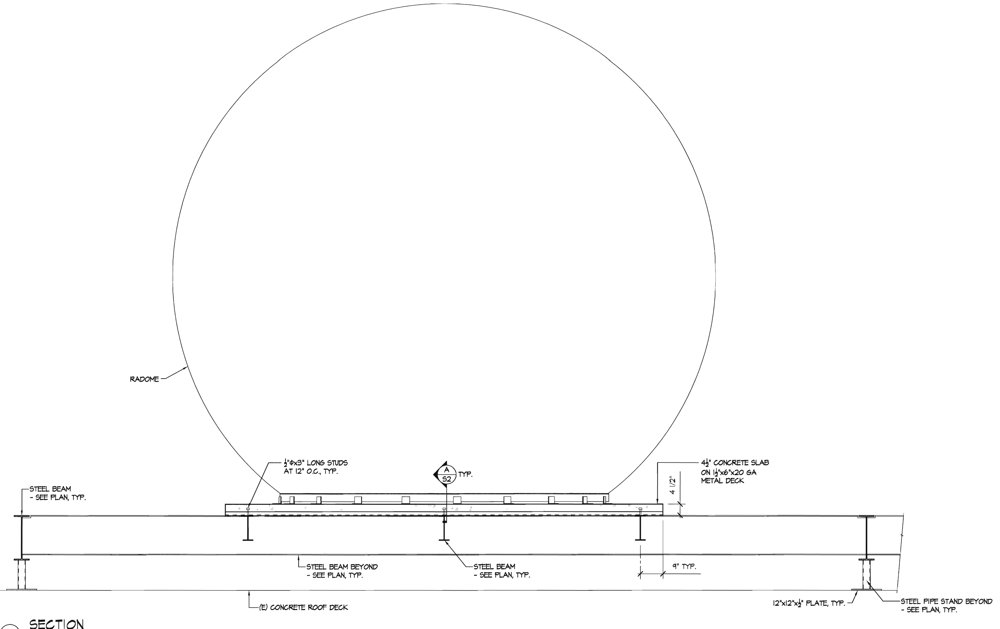 RADOME
½"Φx3" LONG STUDS
AT 12" O.C., TYP.
A
S2
TYP.
4½" CONCRETE SLAB
ON 1½"x6"x20 GA
METAL DECK
4 1/2"
STEEL BEAM
- SEE PLAN, TYP.
STEEL BEAM BEYOND
- SEE PLAN, TYP.
STEEL BEAM
- SEE PLAN, TYP.
9" TYP.
(E) CONCRETE ROOF DECK
12"x12"x½" PLATE, TYP.
STEEL PIPE STAND BEYOND
- SEE PLAN, TYP.
SECTION